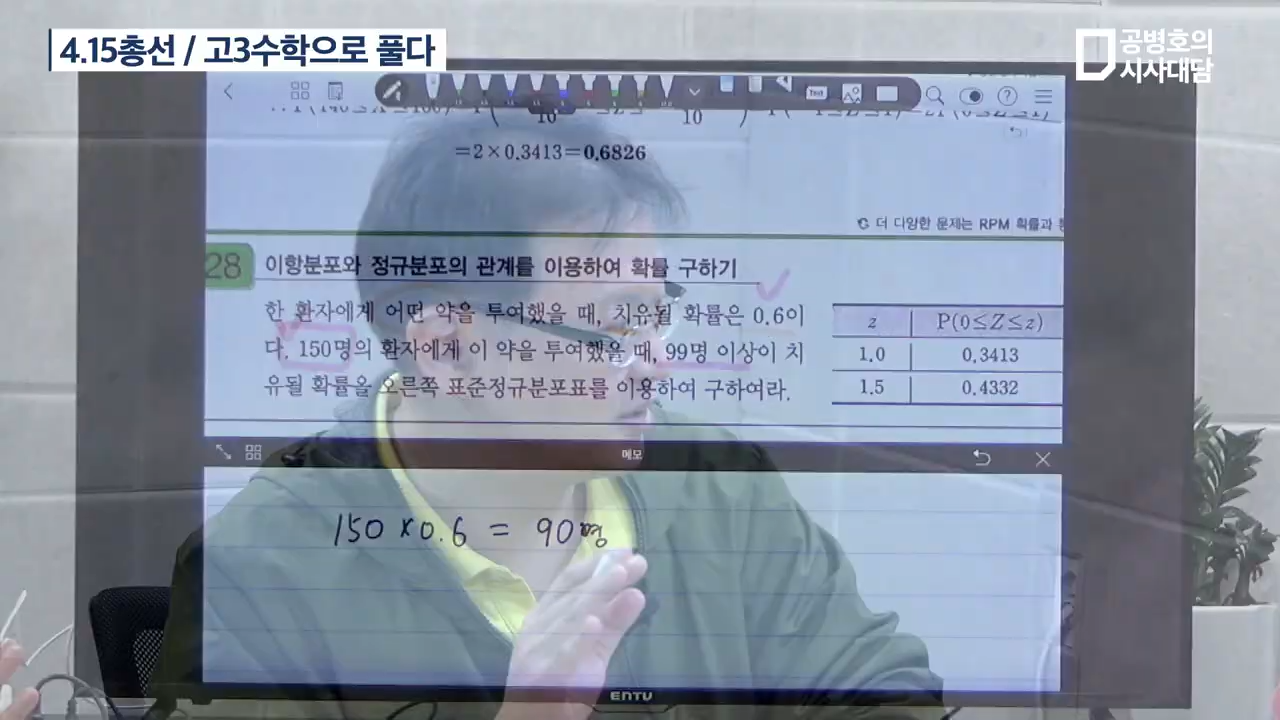 4.15총선 / 고3수학으로 풀다
공병호의
시사대담
Text
10
10
=2×0.3413=0.6826
더 다양한 문제는 RPM 확률과
28 이항분포와 정규분포의 관계를 이용하여 확률 구하기
한 환자에게 어떤 약을 투여했을 때, 치유될 확률은 0.6이
다. 150명의 환자에게 이 약을 투여했을 때, 99명 이상이 치
유될 확률을 오른쪽 표준정규분포표를 이용하여 구하여라.
z P(0≤Z≤z)
1.0 0.3413
1.5 0.4332
메모
150 × 0.6 = 90명
ENTU